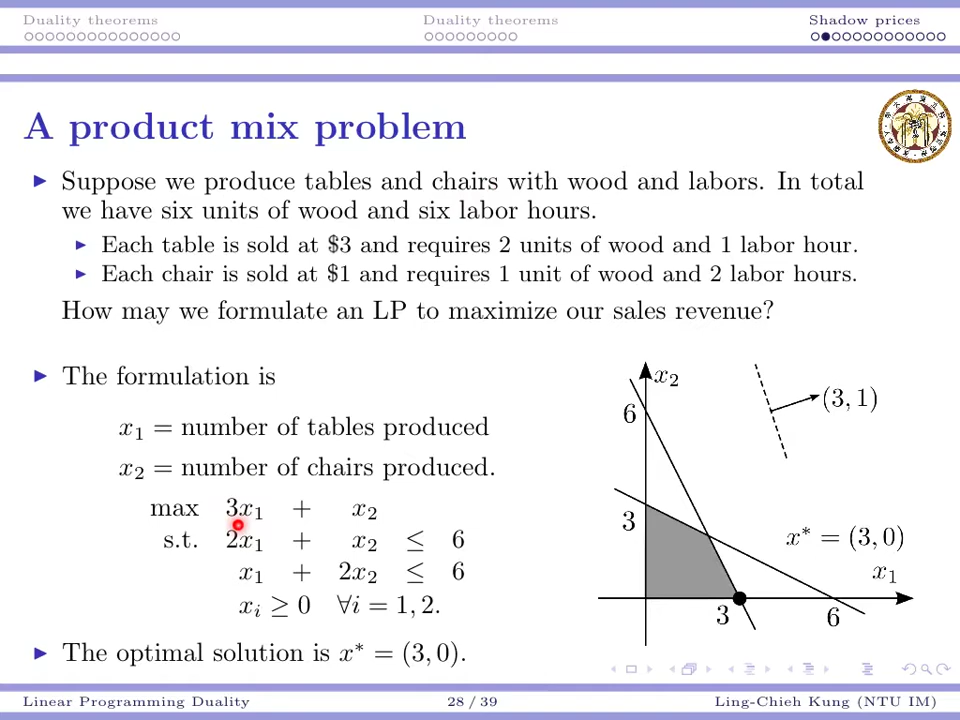 Duality theorems Duality theorems Shadow prices
A product mix problem
Suppose we produce tables and chairs with wood and labors. In total
we have six units of wood and six labor hours.
Each table is sold at $3 and requires 2 units of wood and 1 labor hour.
Each chair is sold at $1 and requires 1 unit of wood and 2 labor hours.
How may we formulate an LP to maximize our sales revenue?
The formulation is
x₁ = number of tables produced
x₂ = number of chairs produced.
max 3x₁ + x₂
s.t. 2x₁ + x₂ ≤ 6
x₁ + 2x₂ ≤ 6
xᵢ ≥ 0 ∀i = 1, 2.
The optimal solution is x* = (3, 0).
x₂
(3, 1)
6
3
x* = (3, 0)
x₁
3 6
Linear Programming Duality 28 / 39 Ling-Chieh Kung (NTU IM)